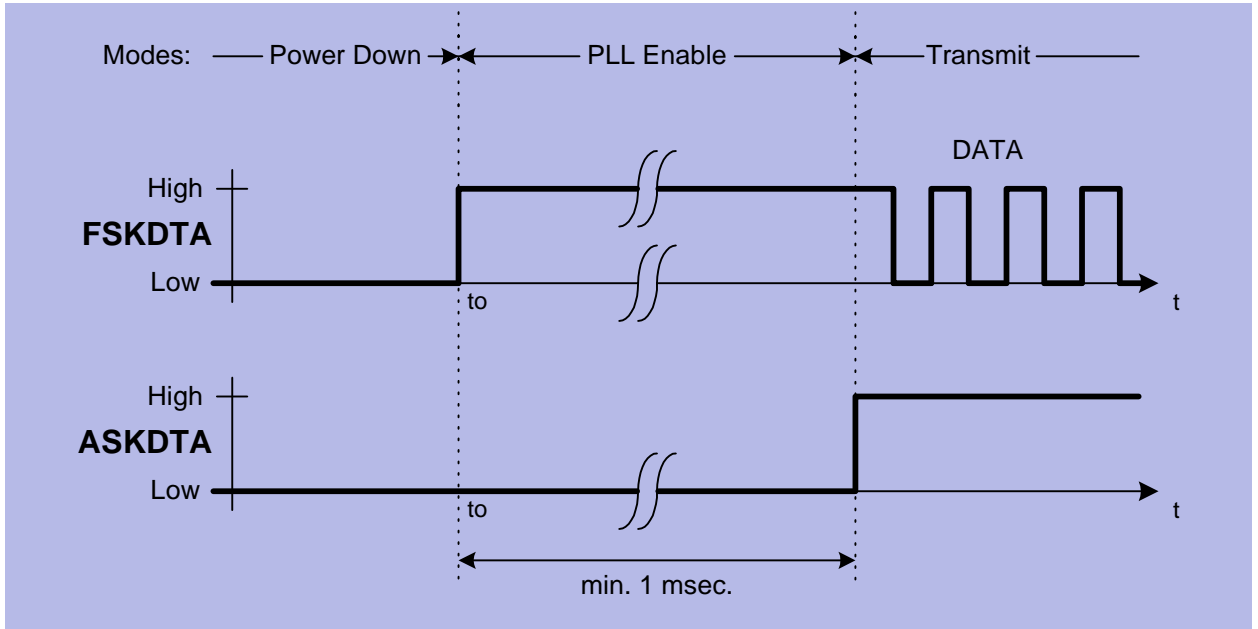 Modes: Power Down PLL Enable Transmit
DATA
High
FSKDTA
Low
to
t
High
ASKDTA
Low
to
t
min. 1 msec.